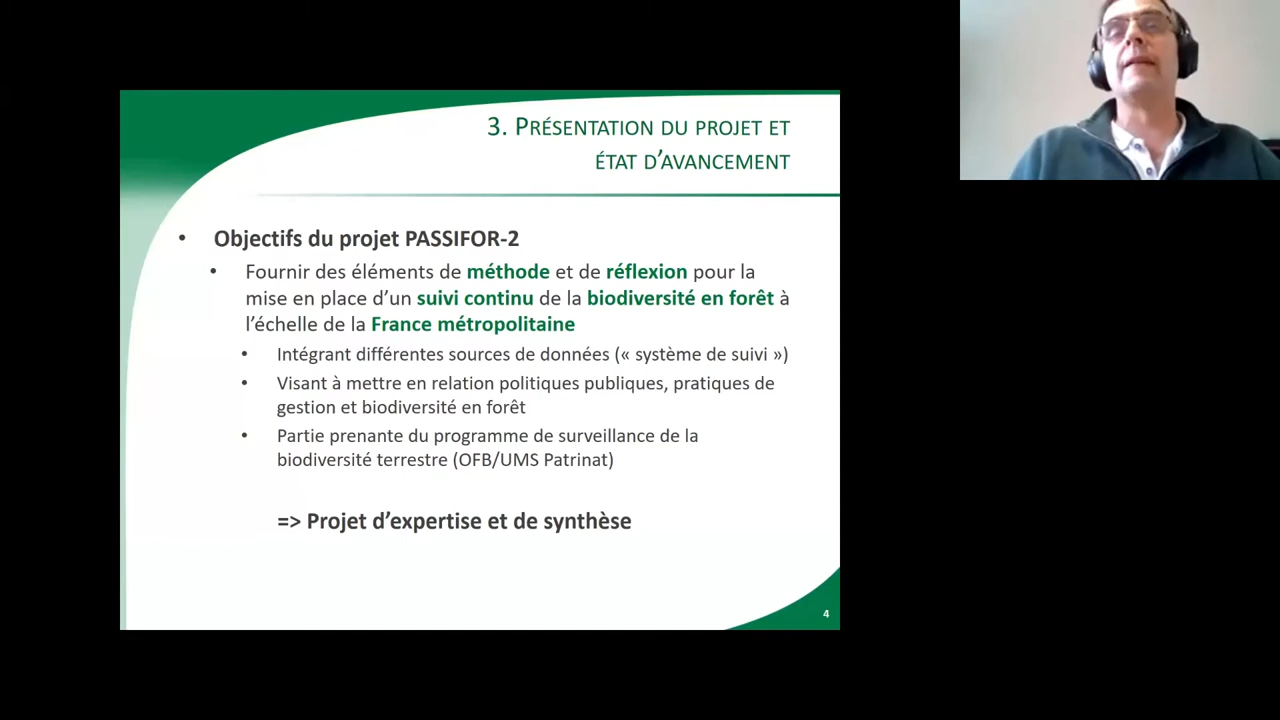 3. Présentation du projet et
état d’avancement
• Objectifs du projet PASSIFOR-2
• Fournir des éléments de méthode et de réflexion pour la
mise en place d’un suivi continu de la biodiversité en forêt à
l’échelle de la France métropolitaine
• Intégrant différentes sources de données (« système de suivi »)
• Visant à mettre en relation politiques publiques, pratiques de
gestion et biodiversité en forêt
• Partie prenante du programme de surveillance de la
biodiversité terrestre (OFB/UMS Patrinat)
=> Projet d’expertise et de synthèse
4